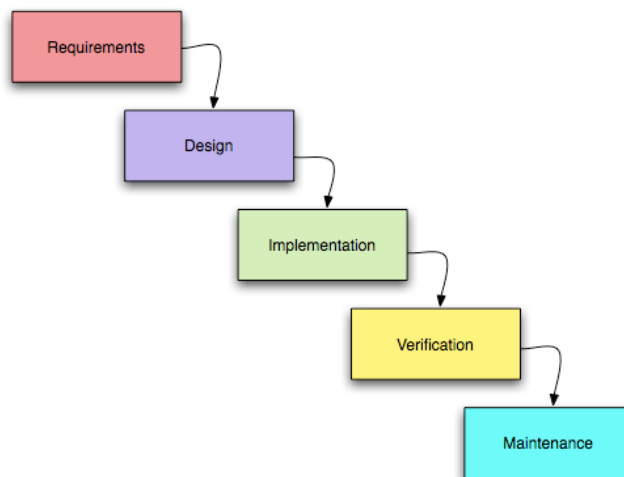 Requirements
Design
Implementation
Verification
Maintenance